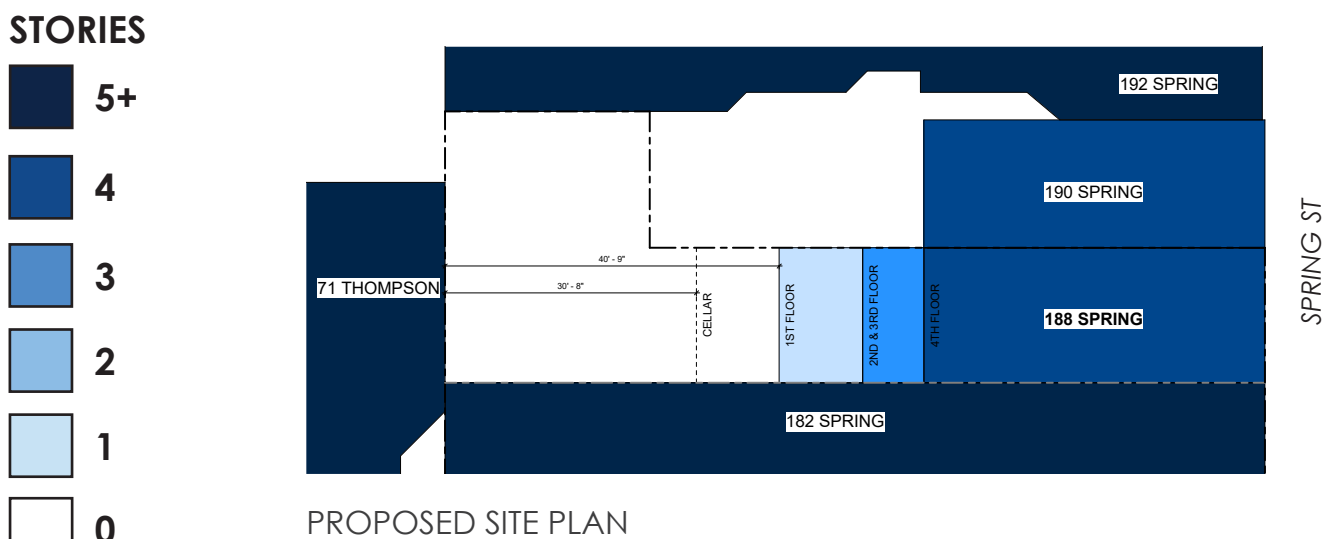 STORIES
5+
4
3
2
1
0
192 SPRING
190 SPRING
SPRING ST
71 THOMPSON
40' - 9"
30' - 8"
CELLAR
1ST FLOOR
2ND & 3RD FLOOR
4TH FLOOR
188 SPRING
182 SPRING
PROPOSED SITE PLAN